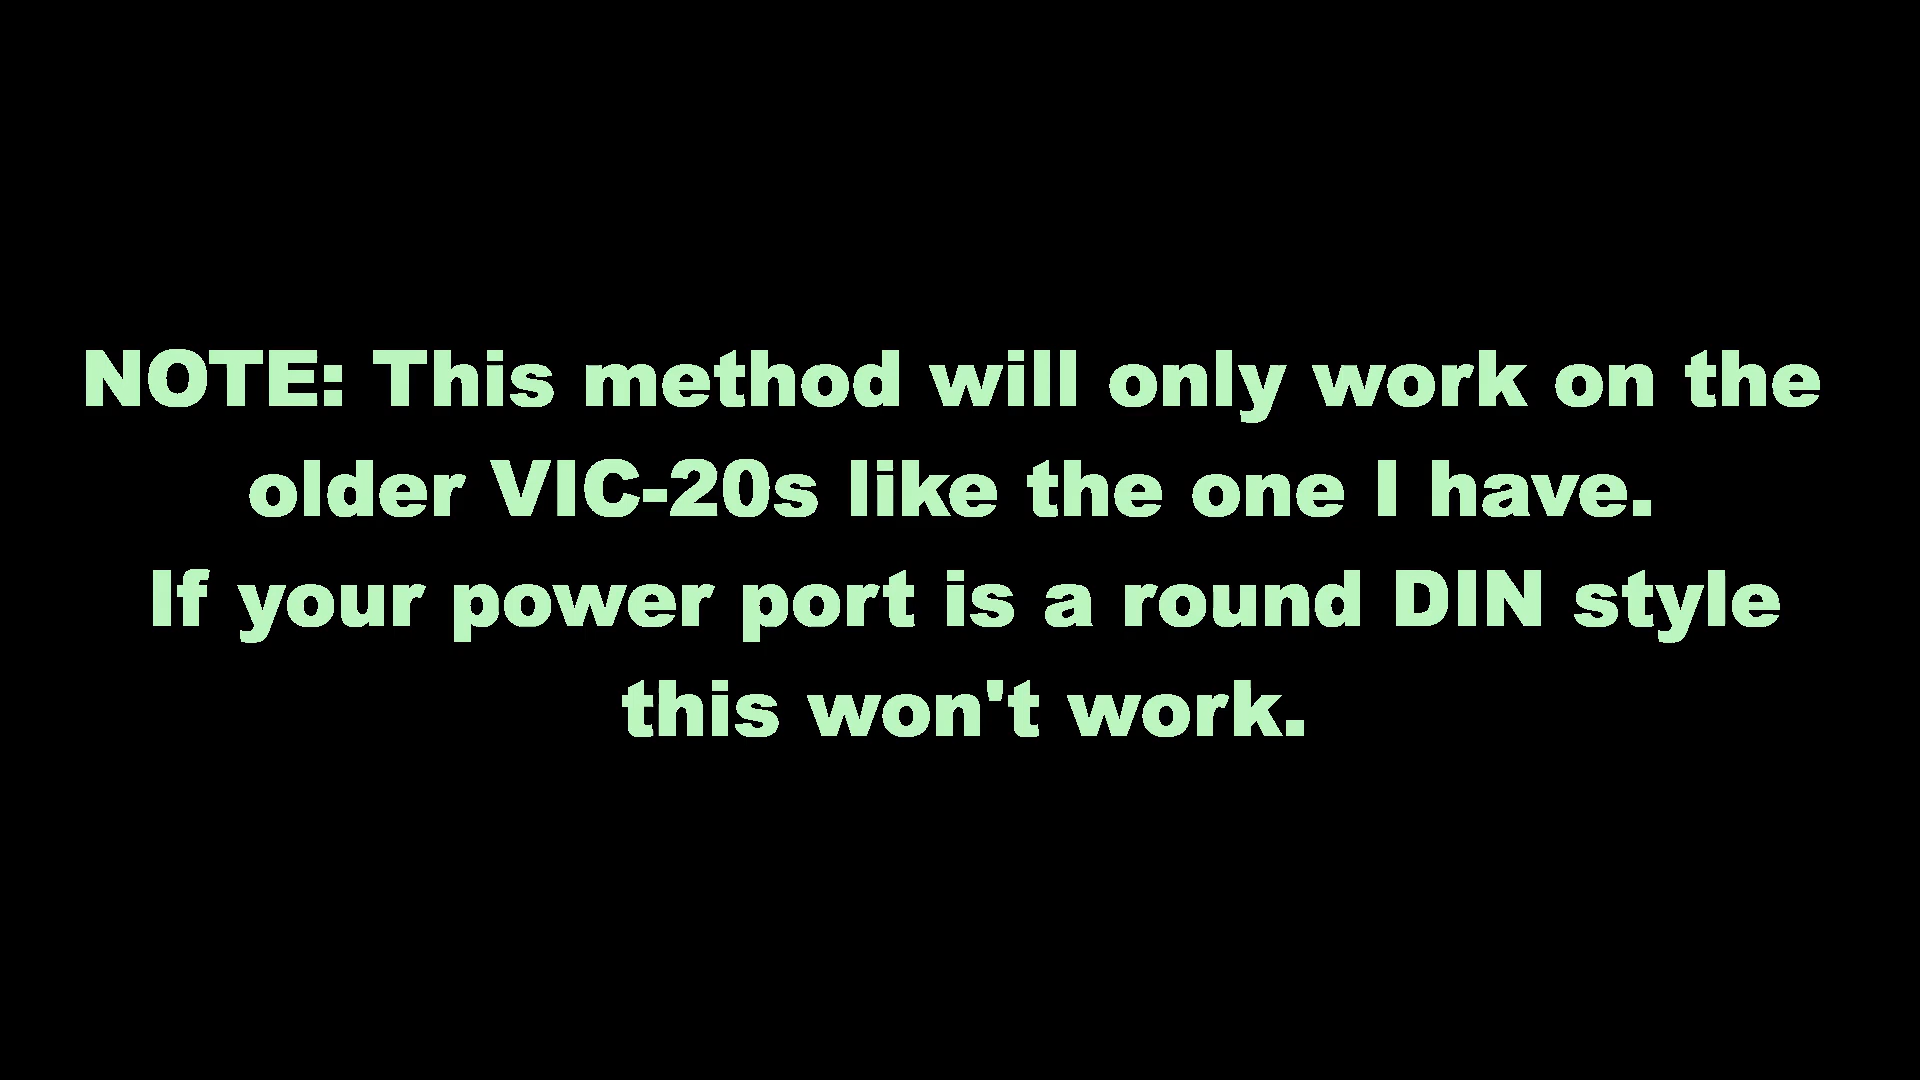 NOTE: This method will only work on the
older VIC-20s like the one I have.
If your power port is a round DIN style
this won't work.